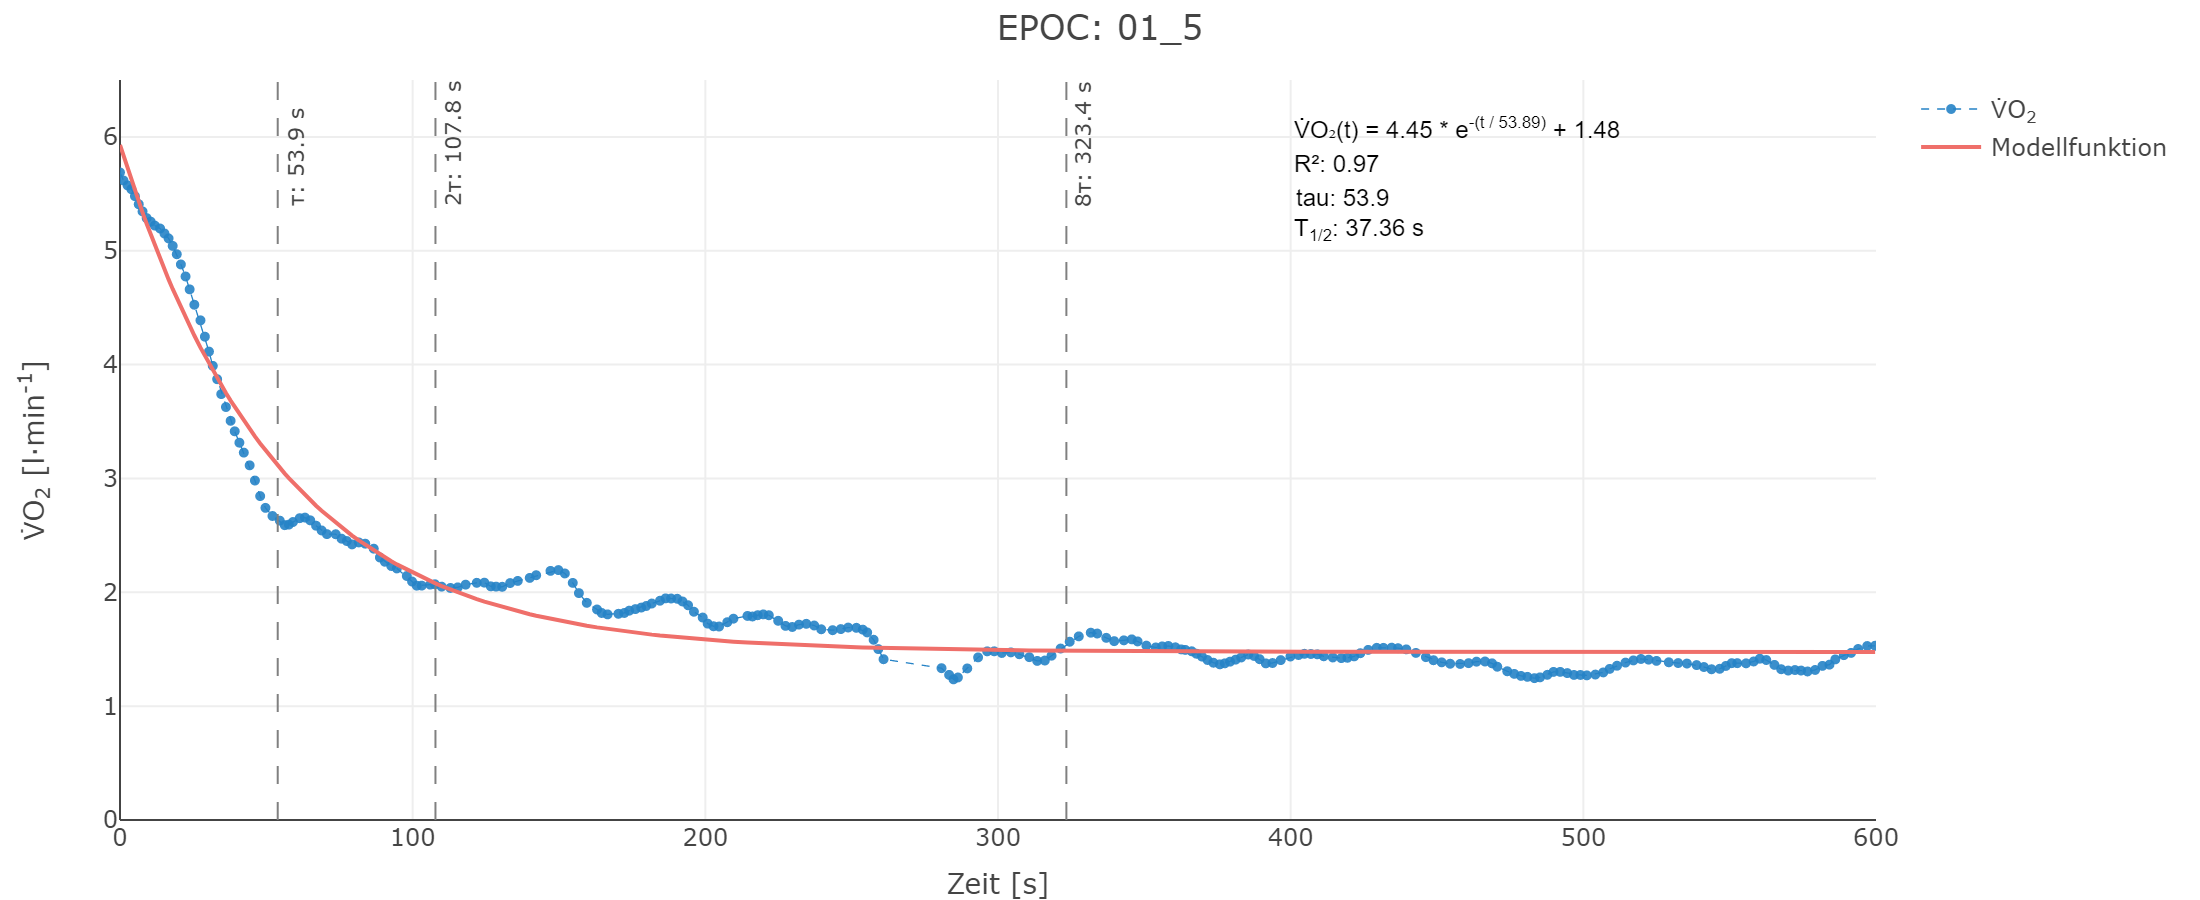 EPOC: 01_5
τ: 53.9 s
2τ: 107.8 s
8τ: 323.4 s
V̇O₂(t) = 4.45 * e⁻⁽ᵗ ᐟ ⁵³·⁸⁹⁾ + 1.48
R²: 0.97
tau: 53.9
T₁/₂: 37.36 s
V̇O₂
Modellfunktion
V̇O₂ [l·min⁻¹]
6
5
4
3
2
1
0
0 100 200 300 400 500 600
Zeit [s]